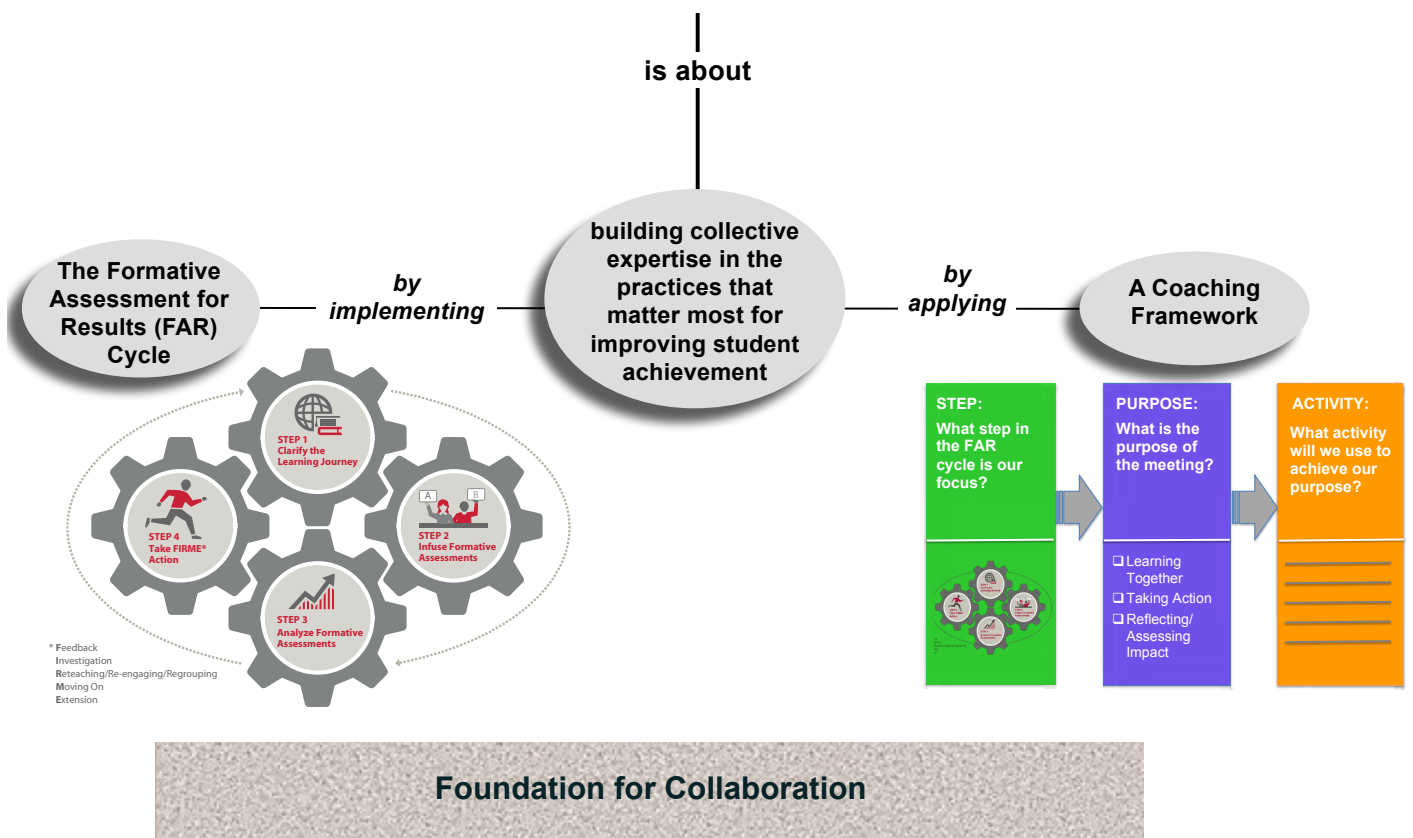 is about
building collective
expertise in the
practices that
matter most for
improving student
achievement
by
implementing
The Formative
Assessment for
Results (FAR)
Cycle
by
applying
A Coaching
Framework
STEP 1
Clarify the
Learning Journey
A
B
STEP 2
Infuse Formative
Assessments
STEP 3
Analyze Formative
Assessments
STEP 4
Take FIRME*
Action
* Feedback
Investigation
Reteaching/Re-engaging/Regrouping
Moving On
Extension
STEP:
What step in
the FAR
cycle is our
focus?
PURPOSE:
What is the
purpose of
the meeting?
❑ Learning
Together
❑ Taking Action
❑ Reflecting/
Assessing
Impact
ACTIVITY:
What activity
will we use to
achieve our
purpose?
Foundation for Collaboration